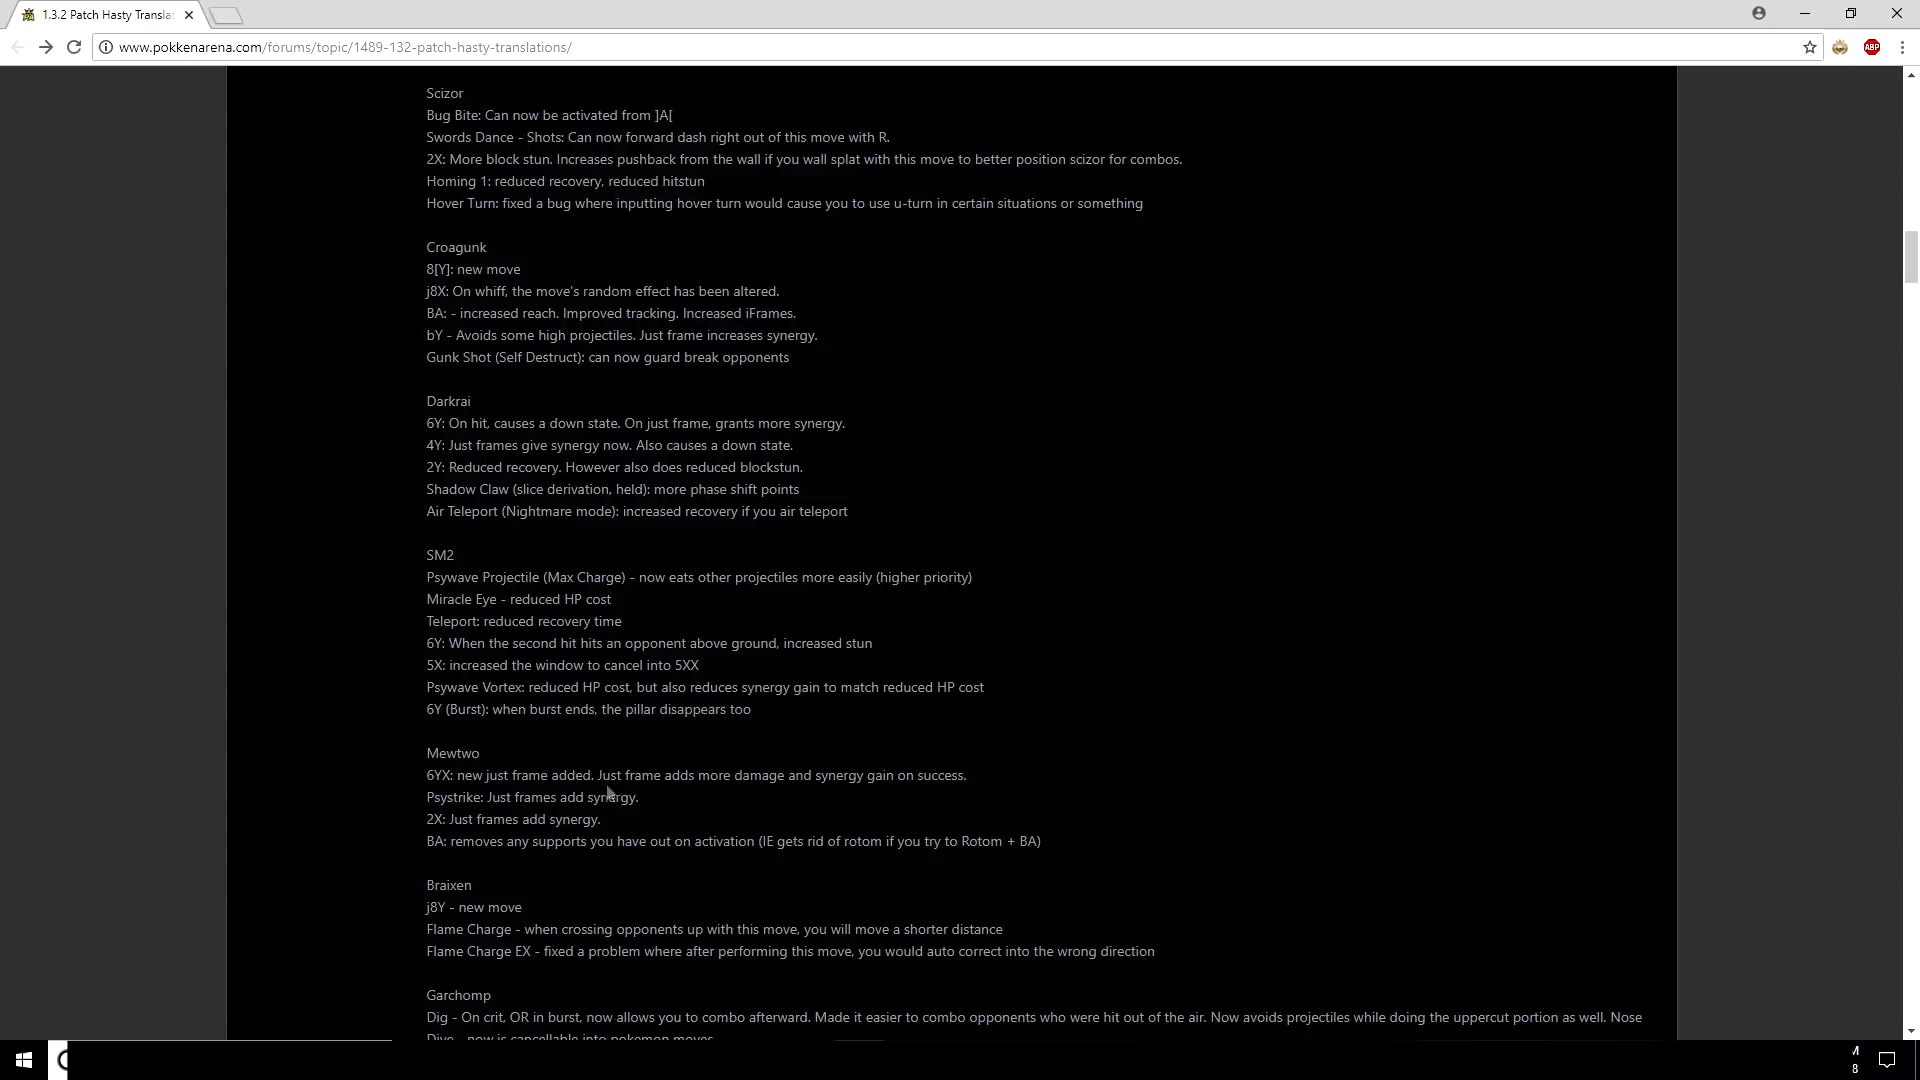 1.3.2 Patch Hasty Transla
www.pokkenarena.com/forums/topic/1489-132-patch-hasty-translations/
ABP
Scizor
Bug Bite: Can now be activated from ]A[
Swords Dance - Shots: Can now forward dash right out of this move with R.
2X: More block stun. Increases pushback from the wall if you wall splat with this move to better position scizor for combos.
Homing 1: reduced recovery, reduced hitstun
Hover Turn: fixed a bug where inputting hover turn would cause you to use u-turn in certain situations or something
Croagunk
8[Y]: new move
j8X: On whiff, the move's random effect has been altered.
BA: - increased reach. Improved tracking. Increased iFrames.
bY - Avoids some high projectiles. Just frame increases synergy.
Gunk Shot (Self Destruct): can now guard break opponents
Darkrai
6Y: On hit, causes a down state. On just frame, grants more synergy.
4Y: Just frames give synergy now. Also causes a down state.
2Y: Reduced recovery. However also does reduced blockstun.
Shadow Claw (slice derivation, held): more phase shift points
Air Teleport (Nightmare mode): increased recovery if you air teleport
SM2
Psywave Projectile (Max Charge) - now eats other projectiles more easily (higher priority)
Miracle Eye - reduced HP cost
Teleport: reduced recovery time
6Y: When the second hit hits an opponent above ground, increased stun
5X: increased the window to cancel into 5XX
Psywave Vortex: reduced HP cost, but also reduces synergy gain to match reduced HP cost
6Y (Burst): when burst ends, the pillar disappears too
Mewtwo
6YX: new just frame added. Just frame adds more damage and synergy gain on success.
Psystrike: Just frames add synergy.
2X: Just frames add synergy.
BA: removes any supports you have out on activation (IE gets rid of rotom if you try to Rotom + BA)
Braixen
j8Y - new move
Flame Charge - when crossing opponents up with this move, you will move a shorter distance
Flame Charge EX - fixed a problem where after performing this move, you would auto correct into the wrong direction
Garchomp
Dig - On crit, OR in burst, now allows you to combo afterward. Made it easier to combo opponents who were hit out of the air. Now avoids projectiles while doing the uppercut portion as well. Nose
Dive - now is cancellable into pokemon moves